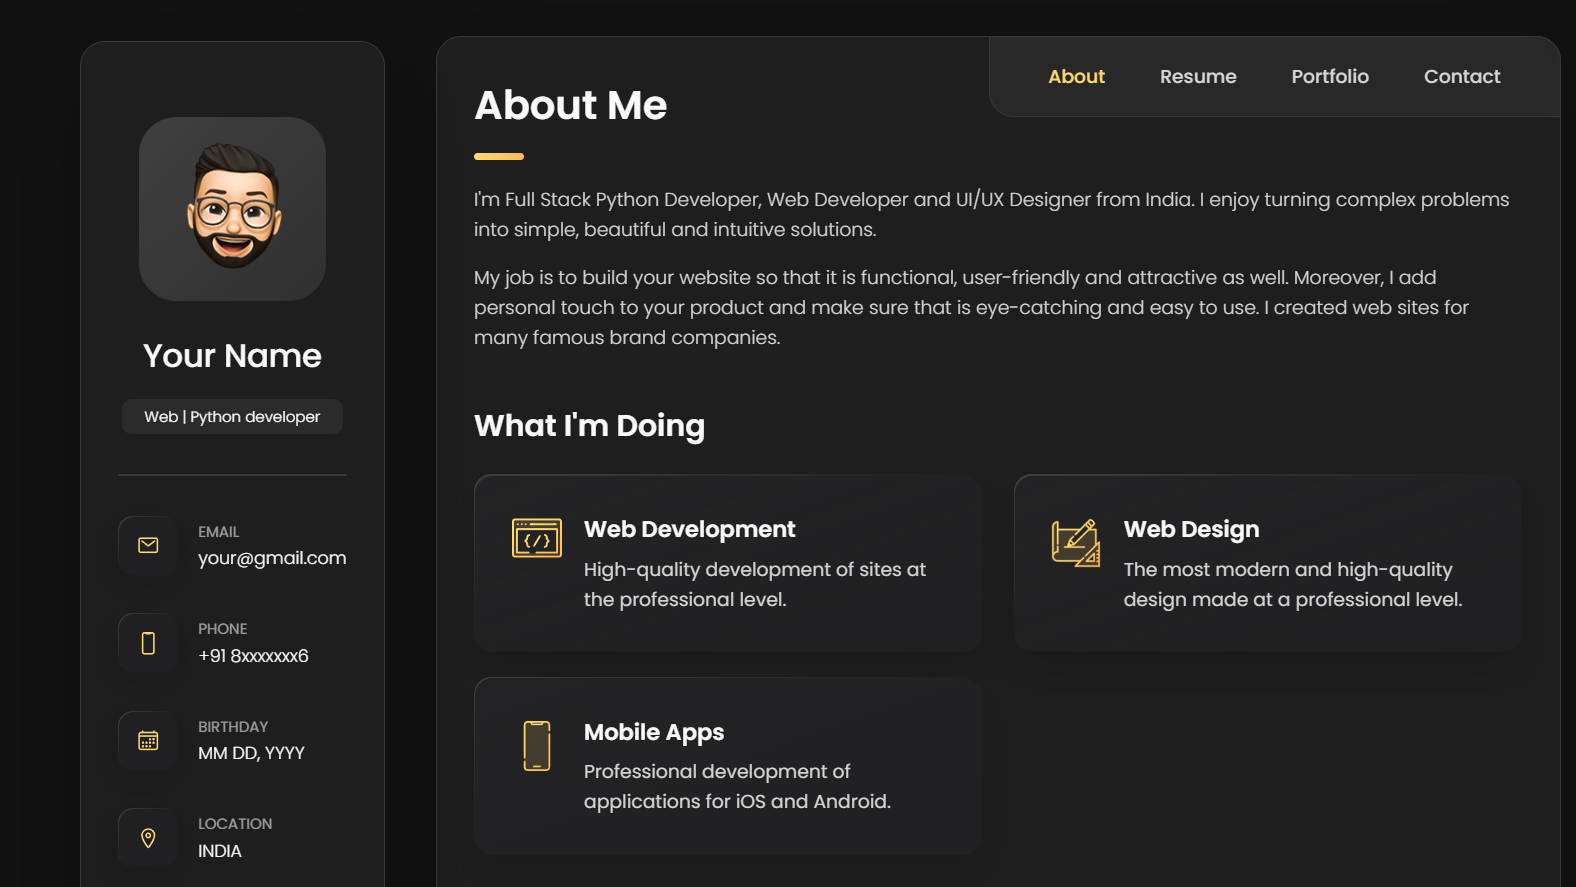 Your Name
Web | Python developer
EMAIL
your@gmail.com
PHONE
+91 8xxxxxxx6
BIRTHDAY
MM DD, YYYY
LOCATION
INDIA
About Resume Portfolio Contact
About Me
I'm Full Stack Python Developer, Web Developer and UI/UX Designer from India. I enjoy turning complex problems
into simple, beautiful and intuitive solutions.
My job is to build your website so that it is functional, user-friendly and attractive as well. Moreover, I add
personal touch to your product and make sure that is eye-catching and easy to use. I created web sites for
many famous brand companies.
What I'm Doing
Web Development
High-quality development of sites at
the professional level.
Web Design
The most modern and high-quality
design made at a professional level.
Mobile Apps
Professional development of
applications for iOS and Android.